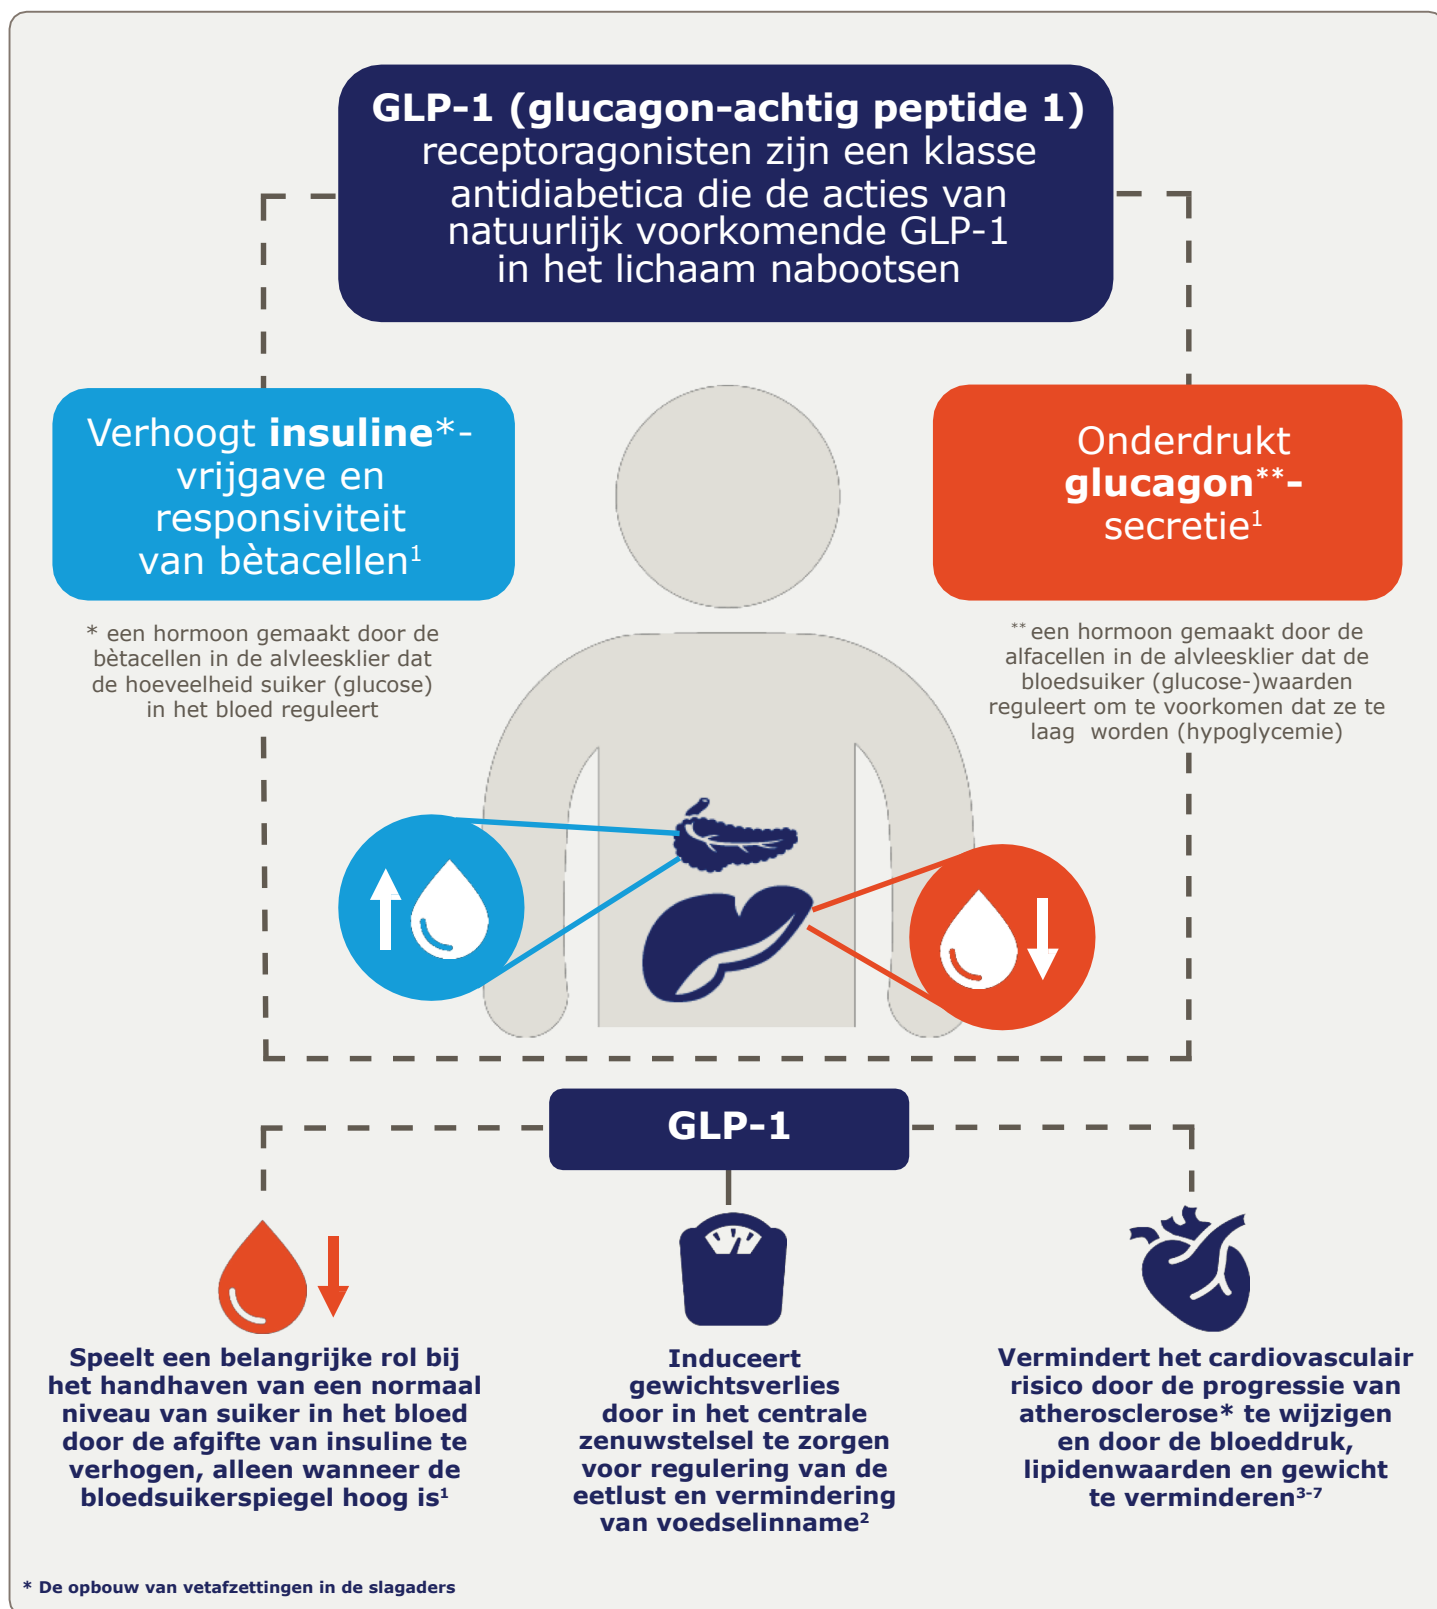 GLP-1 (glucagon-achtig peptide 1)
receptoragonisten zijn een klasse
antidiabetica die de acties van
natuurlijk voorkomende GLP-1
in het lichaam nabootsen
Verhoogt insuline*-
vrijgave en
responsiviteit
van bètacellen¹
* een hormoon gemaakt door de
bètacellen in de alvleesklier dat
de hoeveelheid suiker (glucose)
in het bloed reguleert
Onderdrukt
glucagon**-
secretie¹
** een hormoon gemaakt door de
alfacellen in de alvleesklier dat de
bloedsuiker (glucose-)waarden
reguleert om te voorkomen dat ze te
laag worden (hypoglycemie)
GLP-1
Speelt een belangrijke rol bij
het handhaven van een normaal
niveau van suiker in het bloed
door de afgifte van insuline te
verhogen, alleen wanneer de
bloedsuikerspiegel hoog is¹
Induceert
gewichtsverlies
door in het centrale
zenuwstelsel te zorgen
voor regulering van de
eetlust en vermindering
van voedselinname²
Vermindert het cardiovasculair
risico door de progressie van
atherosclerose* te wijzigen
en door de bloeddruk,
lipidenwaarden en gewicht
te verminderen³⁻⁷
* De opbouw van vetafzettingen in de slagaders